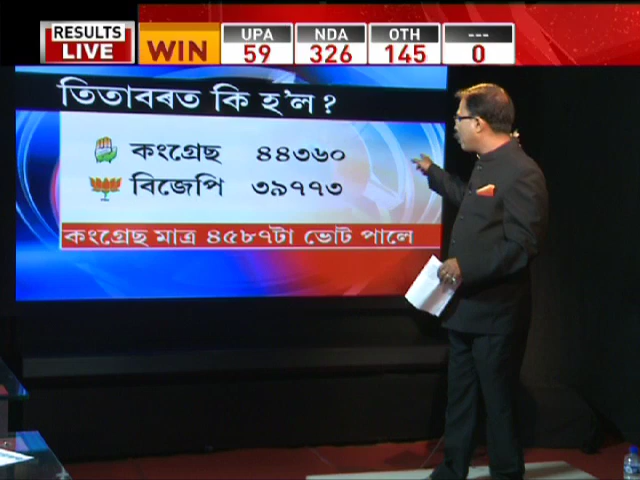 RESULTS LIVE
WIN
UPA 59
NDA 326
OTH 145
--- 0
তিতাবৰত কি হ'ল ?
কংগ্ৰেছ ৪৪৩৬০
বিজেপি ৩৯৭৭৩
কংগ্ৰেছ মাত্ৰ ৪৫৮৭টা ভোট পালে